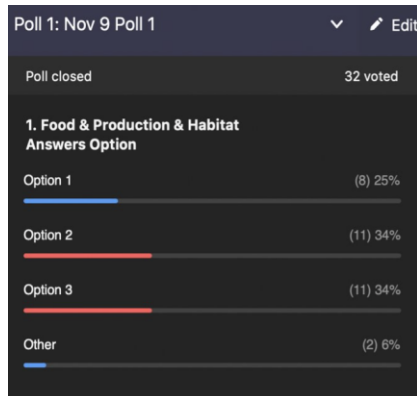 Poll 1: Nov 9 Poll 1 Edit
Poll closed 32 voted
1. Food & Production & Habitat
Answers Option
Option 1 (8) 25%
Option 2 (11) 34%
Option 3 (11) 34%
Other (2) 6%